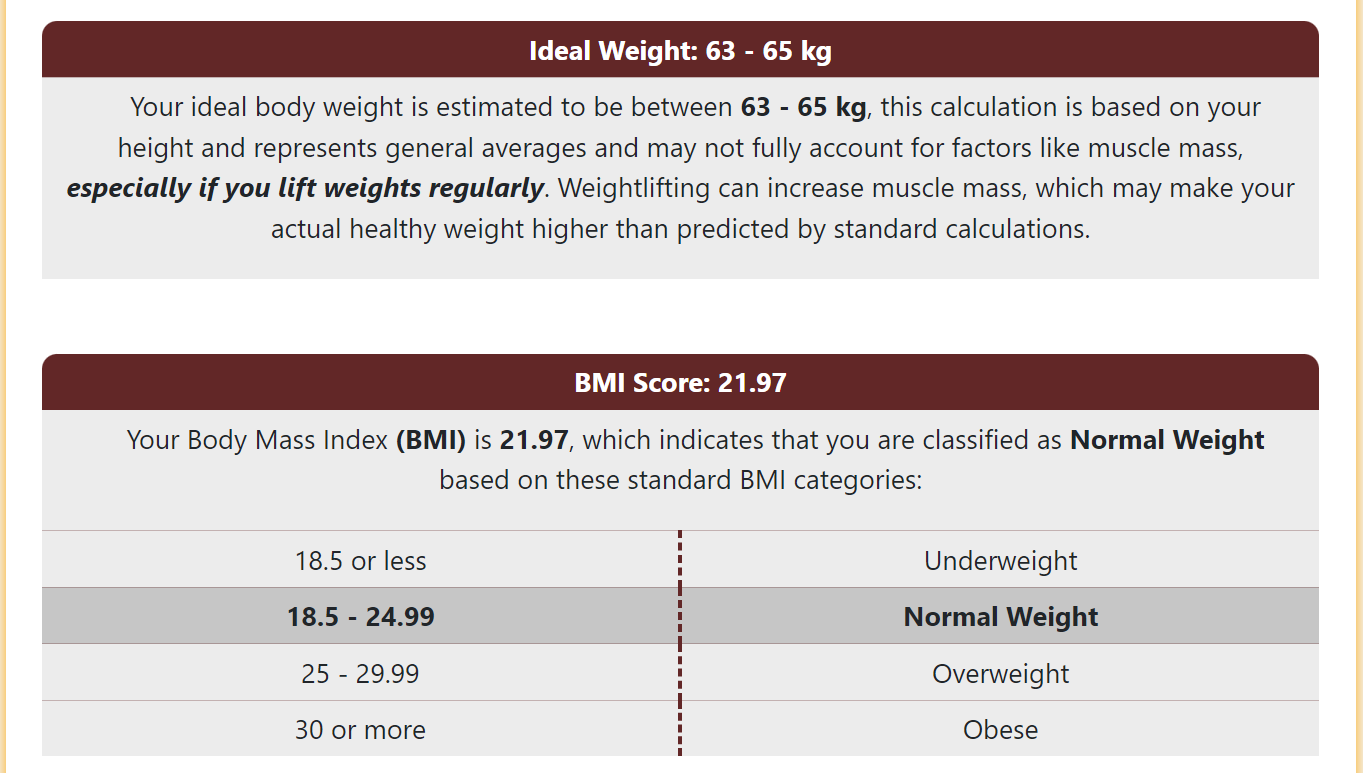 Ideal Weight: 63 - 65 kg
Your ideal body weight is estimated to be between 63 - 65 kg, this calculation is based on your
height and represents general averages and may not fully account for factors like muscle mass,
especially if you lift weights regularly. Weightlifting can increase muscle mass, which may make your
actual healthy weight higher than predicted by standard calculations.
BMI Score: 21.97
Your Body Mass Index (BMI) is 21.97, which indicates that you are classified as Normal Weight
based on these standard BMI categories:
18.5 or less Underweight
18.5 - 24.99 Normal Weight
25 - 29.99 Overweight
30 or more Obese